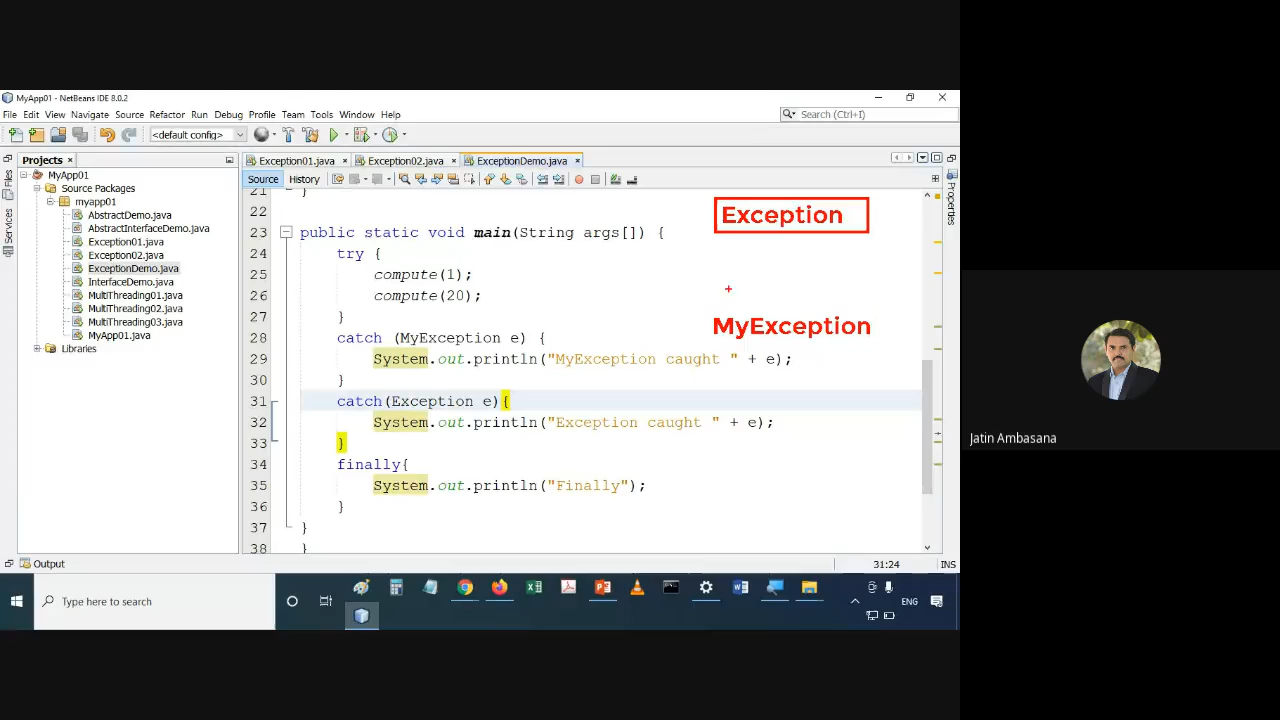 MyApp01 - NetBeans IDE 8.0.2
File Edit View Navigate Source Refactor Run Debug Profile Team Tools Window Help
Search (Ctrl+I)
<default config>
Projects
Exception01.java Exception02.java ExceptionDemo.java
Files
Services
Properties
MyApp01
Source Packages
myapp01
AbstractDemo.java
AbstractInterfaceDemo.java
Exception01.java
Exception02.java
ExceptionDemo.java
InterfaceDemo.java
MultiThreading01.java
MultiThreading02.java
MultiThreading03.java
MyApp01.java
Libraries
Source History
21 }
22
23 public static void main(String args[]) {
24 try {
25 compute(1);
26 compute(20);
27 }
28 catch (MyException e) {
29 System.out.println("MyException caught " + e);
30 }
31 catch(Exception e){
32 System.out.println("Exception caught " + e);
33 }
34 finally{
35 System.out.println("Finally");
36 }
37 }
38 }
Exception
MyException
Output
31:24 INS
Type here to search
ENG
Jatin Ambasana